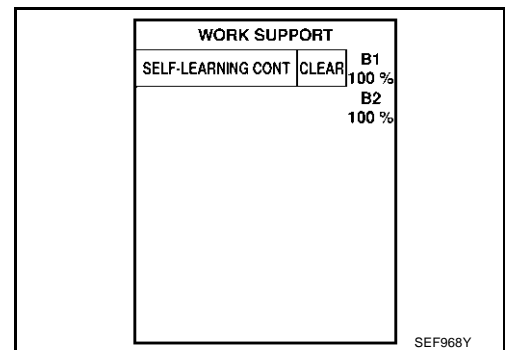 WORK SUPPORT
SELF-LEARNING CONT CLEAR B1
100 %
B2
100 %
SEF968Y